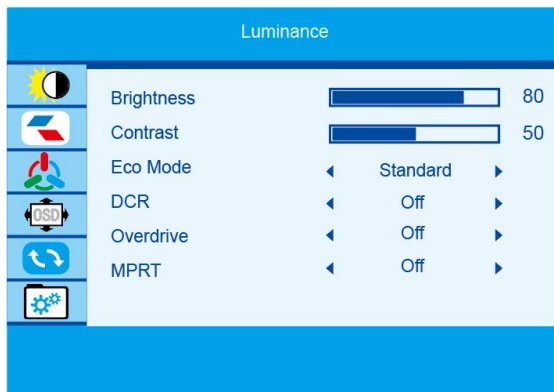 Luminance
Brightness 80
Contrast 50
Eco Mode Standard
DCR Off
Overdrive Off
MPRT Off
OSD